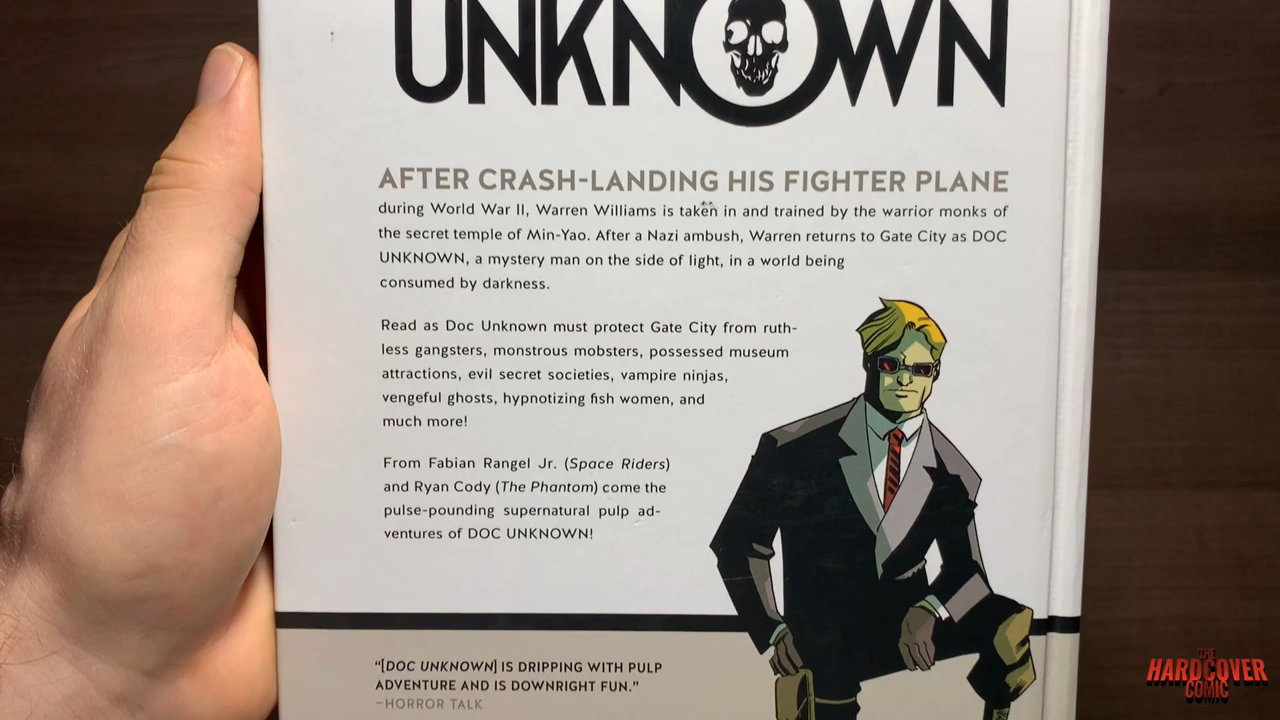 UNKNOWN
AFTER CRASH-LANDING HIS FIGHTER PLANE
during World War II, Warren Williams is taken in and trained by the warrior monks of
the secret temple of Min-Yao. After a Nazi ambush, Warren returns to Gate City as DOC
UNKNOWN, a mystery man on the side of light, in a world being
consumed by darkness.
Read as Doc Unknown must protect Gate City from ruth-
less gangsters, monstrous mobsters, possessed museum
attractions, evil secret societies, vampire ninjas,
vengeful ghosts, hypnotizing fish women, and
much more!
From Fabian Rangel Jr. (Space Riders)
and Ryan Cody (The Phantom) come the
pulse-pounding supernatural pulp ad-
ventures of DOC UNKNOWN!
“[DOC UNKNOWN] IS DRIPPING WITH PULP
ADVENTURE AND IS DOWNRIGHT FUN.”
–HORROR TALK
THE
HARDCOVER
COMIC